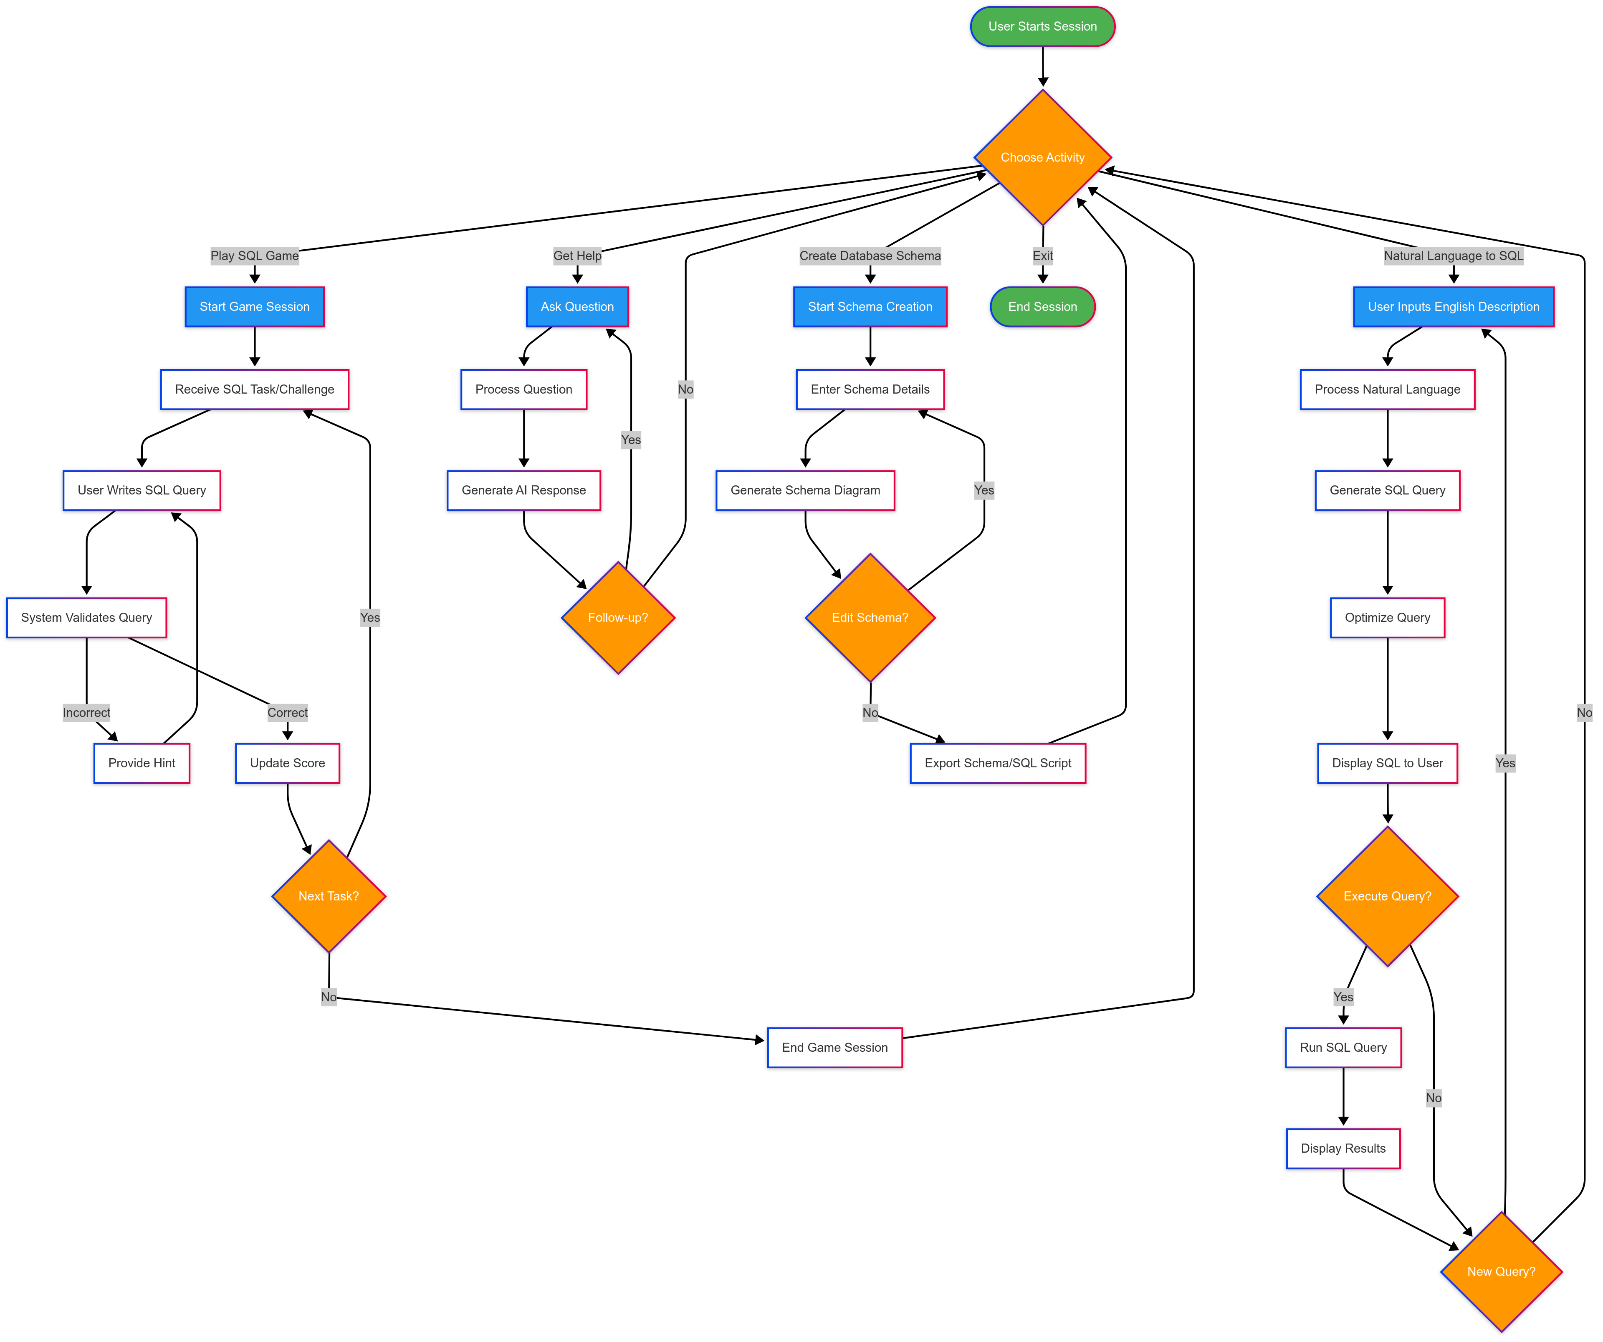 User Starts Session
Choose Activity
Play SQL Game
Get Help
Create Database Schema
Exit
Natural Language to SQL
Start Game Session
Ask Question
Start Schema Creation
End Session
User Inputs English Description
Receive SQL Task/Challenge
Process Question
No
Enter Schema Details
Process Natural Language
Yes
User Writes SQL Query
Generate AI Response
Generate Schema Diagram
Yes
Generate SQL Query
System Validates Query
Yes
Follow-up?
Edit Schema?
Optimize Query
Incorrect
Correct
No
No
Provide Hint
Update Score
Export Schema/SQL Script
Display SQL to User
Yes
Next Task?
Execute Query?
No
Yes
End Game Session
Run SQL Query
No
Display Results
New Query?